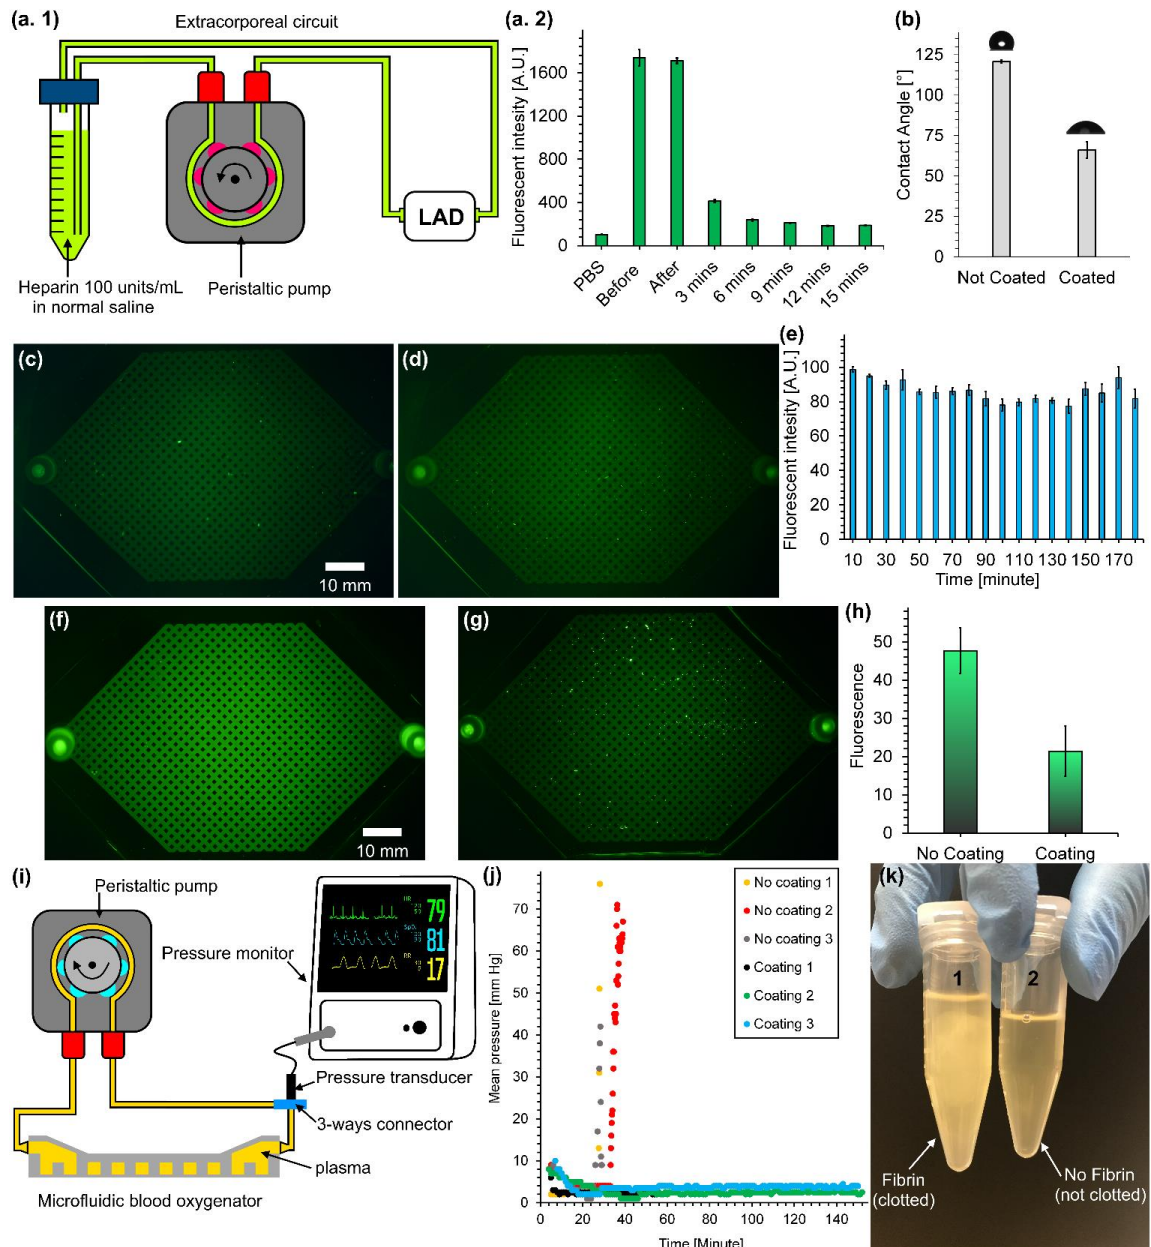 (a. 1)
Extracorporeal circuit
LAD
Heparin 100 units/mL
in normal saline
Peristaltic pump
(a. 2)
Fluorescent intesity [A.U.]
1600
1200
800
400
0
PBS
Before
After
3 mins
6 mins
9 mins
12 mins
15 mins
(b)
Contact Angle [°]
125
100
75
50
25
0
Not Coated
Coated
(c)
10 mm
(d)
(e)
Fluorescent intesity [A.U.]
100
80
60
40
20
0
10 30 50 70 90 110 130 150 170
Time [minute]
(f)
10 mm
(g)
(h)
Fluorescence
50
40
30
20
10
0
No Coating
Coating
(i)
Peristaltic pump
Pressure monitor
79
81
17
Pressure transducer
3-ways connector
plasma
Microfluidic blood oxygenator
(j)
Mean pressure [mm Hg]
70
60
50
40
30
20
10
0
0 20 40 60 80 100 120 140
Time [Minute]
No coating 1
No coating 2
No coating 3
Coating 1
Coating 2
Coating 3
(k)
1
2
Fibrin
(clotted)
No Fibrin
(not clotted)